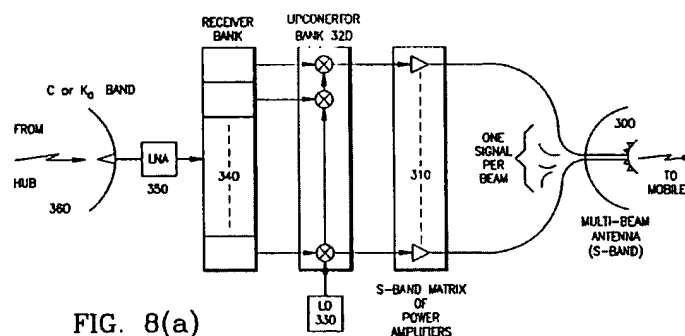 RECEIVER
BANK
UPCONERTOR
BANK 320
C or Ka BAND
FROM
HUB
360
LNA
350
340
310
ONE
SIGNAL
PER
BEAM
300
TO
MOBILE
MULTI-BEAM
ANTENNA
(S-BAND)
LO
330
S-BAND MATRIX
OF
POWER
AMPLIFIERS
FIG. 8(a)